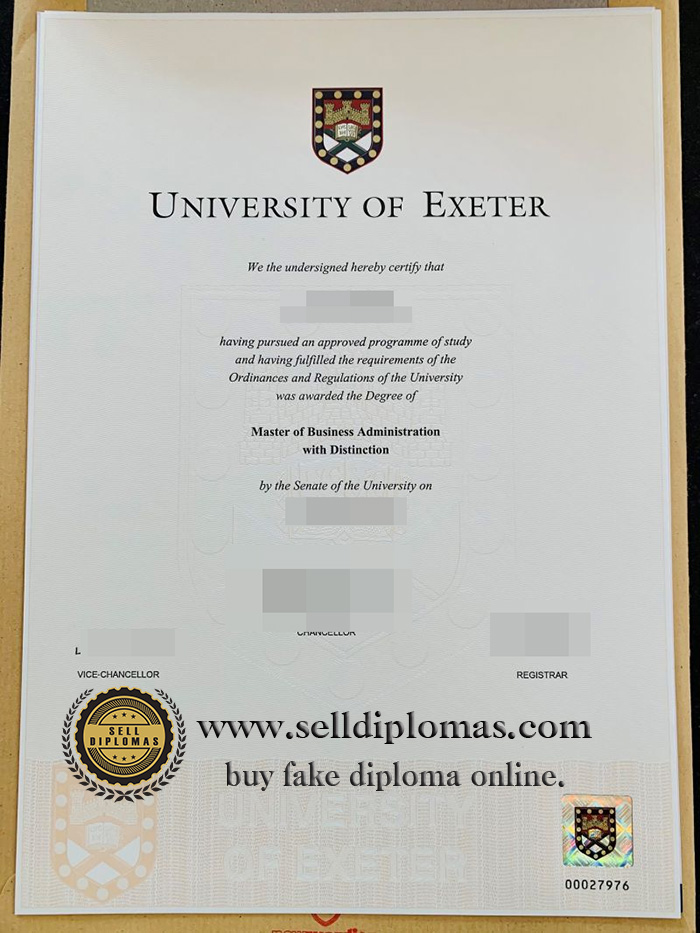 UNIVERSITY OF EXETER
We the undersigned hereby certify that
having pursued an approved programme of study
and having fulfilled the requirements of the
Ordinances and Regulations of the University
was awarded the Degree of
Master of Business Administration
with Distinction
by the Senate of the University on
CHANCELLOR
L
VICE-CHANCELLOR
REGISTRAR
SELL
DIPLOMAS
www.selldiplomas.com
buy fake diploma online.
UNIVERSITY
OF EXETER
00027976